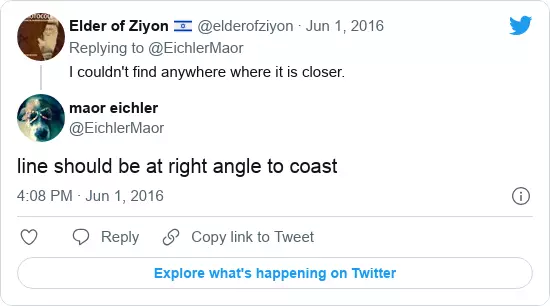 Elder of Ziyon 🇮🇱 @elderofziyon · Jun 1, 2016
Replying to @EichlerMaor
I couldn't find anywhere where it is closer.
maor eichler
@EichlerMaor
line should be at right angle to coast
4:08 PM · Jun 1, 2016
Reply
Copy link to Tweet
Explore what's happening on Twitter